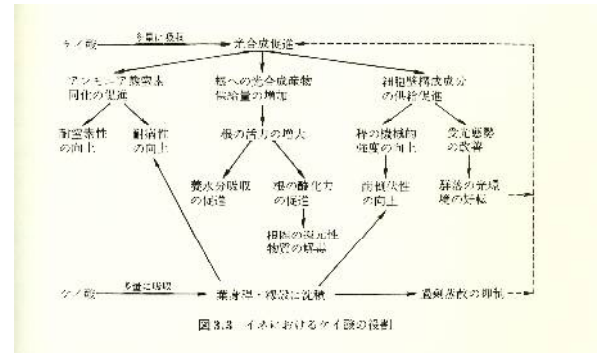 ケイ酸 多量に吸収 光合成促進
アンモニア態窒素 根への光合成産物 細胞壁構成成分
同化の促進 供給量の増加 の供給促進
耐窒素性 耐病性 根の活力の増大 稈の機械的 受光態勢
の向上 の向上 強度の向上 の改善
養水分吸収 根の酸化力 耐倒伏性 群落の光環
の促進 の促進 の向上 境の好転
根圏の還元性
物質の解毒
ケイ酸 多量に吸収 葉身・籾殻に沈積 過剰蒸散の抑制
図3.3 イネにおけるケイ酸の役割